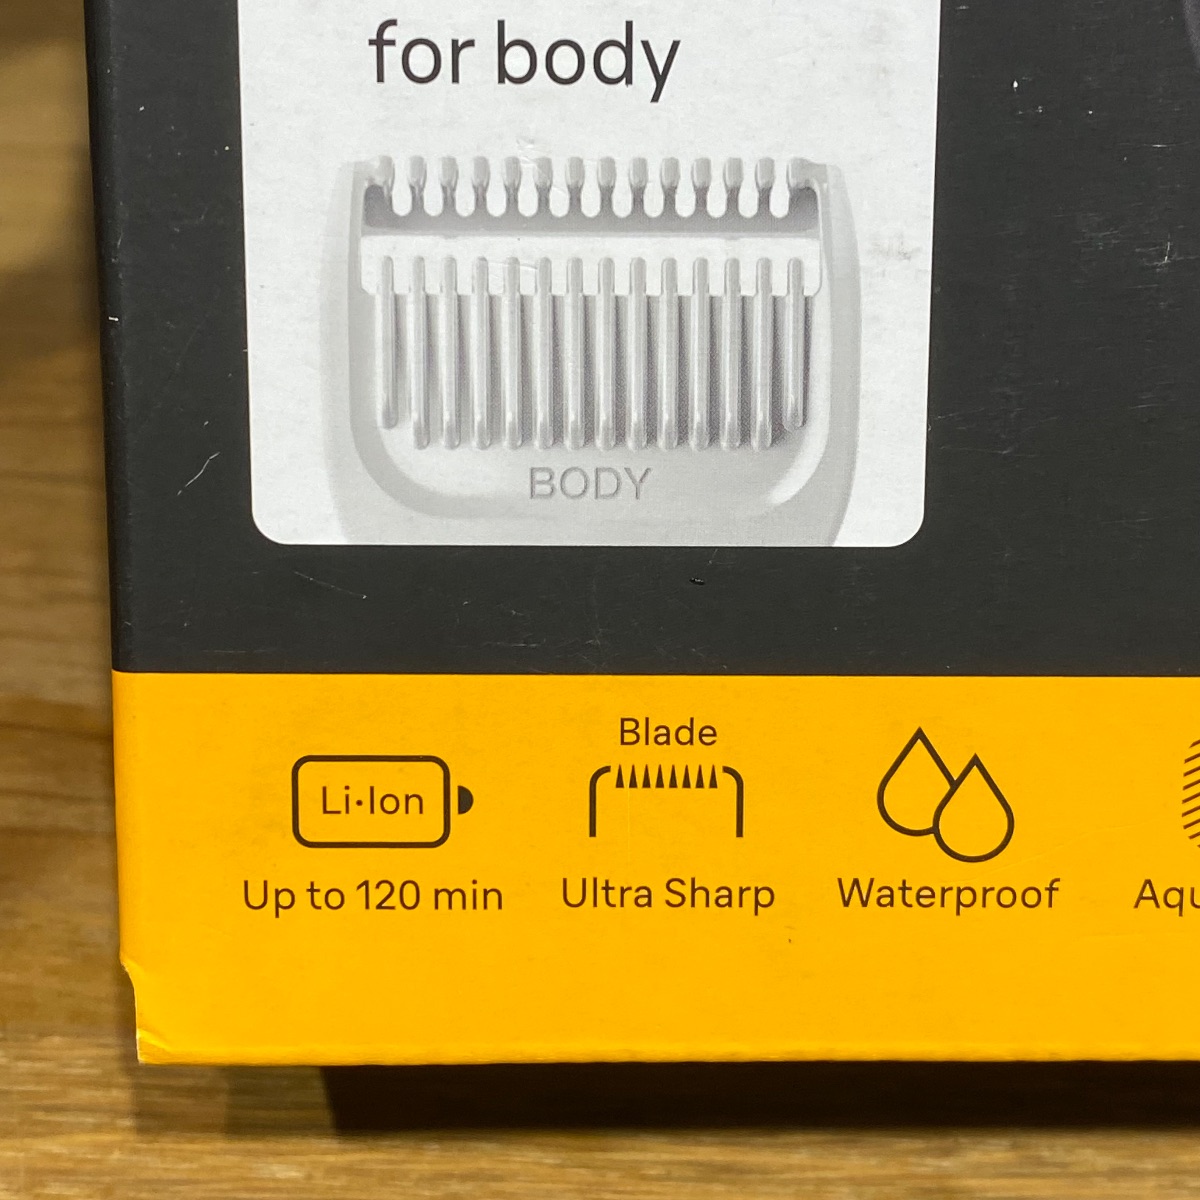 for body
BODY
Blade
Li·Ion
Up to 120 min
Ultra Sharp
Waterproof